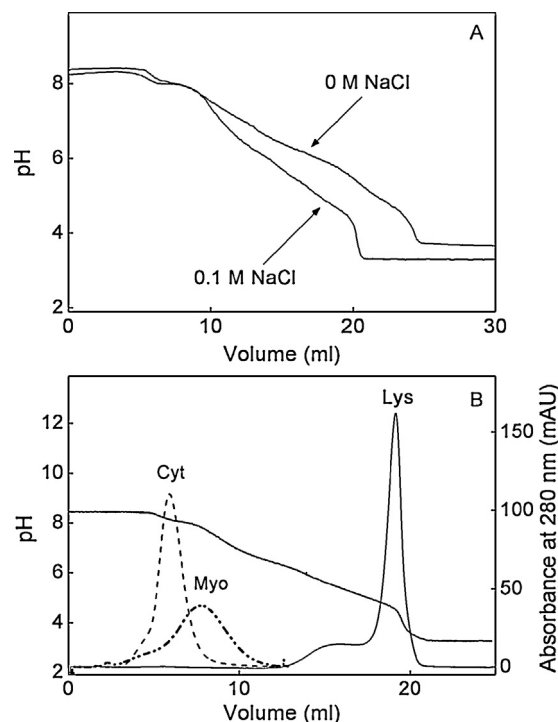 A
8
6
4
2
pH
0 M NaCl
0.1 M NaCl
0
10
20
30
Volume (ml)
B
Lys
12
10
8
6
4
2
pH
Cyt
Myo
150
100
50
0
Absorbance at 280 nm (mAU)
0
10
20
Volume (ml)